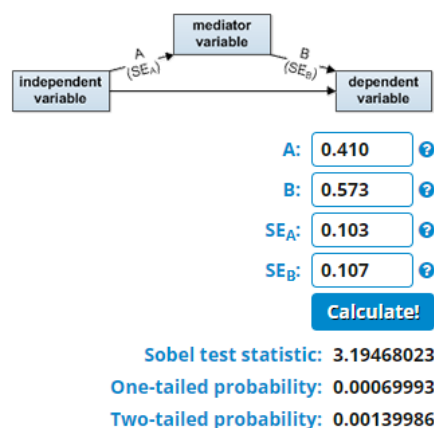 mediator
variable
A
(SEA)
B
(SEB)
independent
variable
dependent
variable
A: 0.410 ?
B: 0.573 ?
SEA: 0.103 ?
SEB: 0.107 ?
Calculate!
Sobel test statistic: 3.19468023
One-tailed probability: 0.00069993
Two-tailed probability: 0.00139986